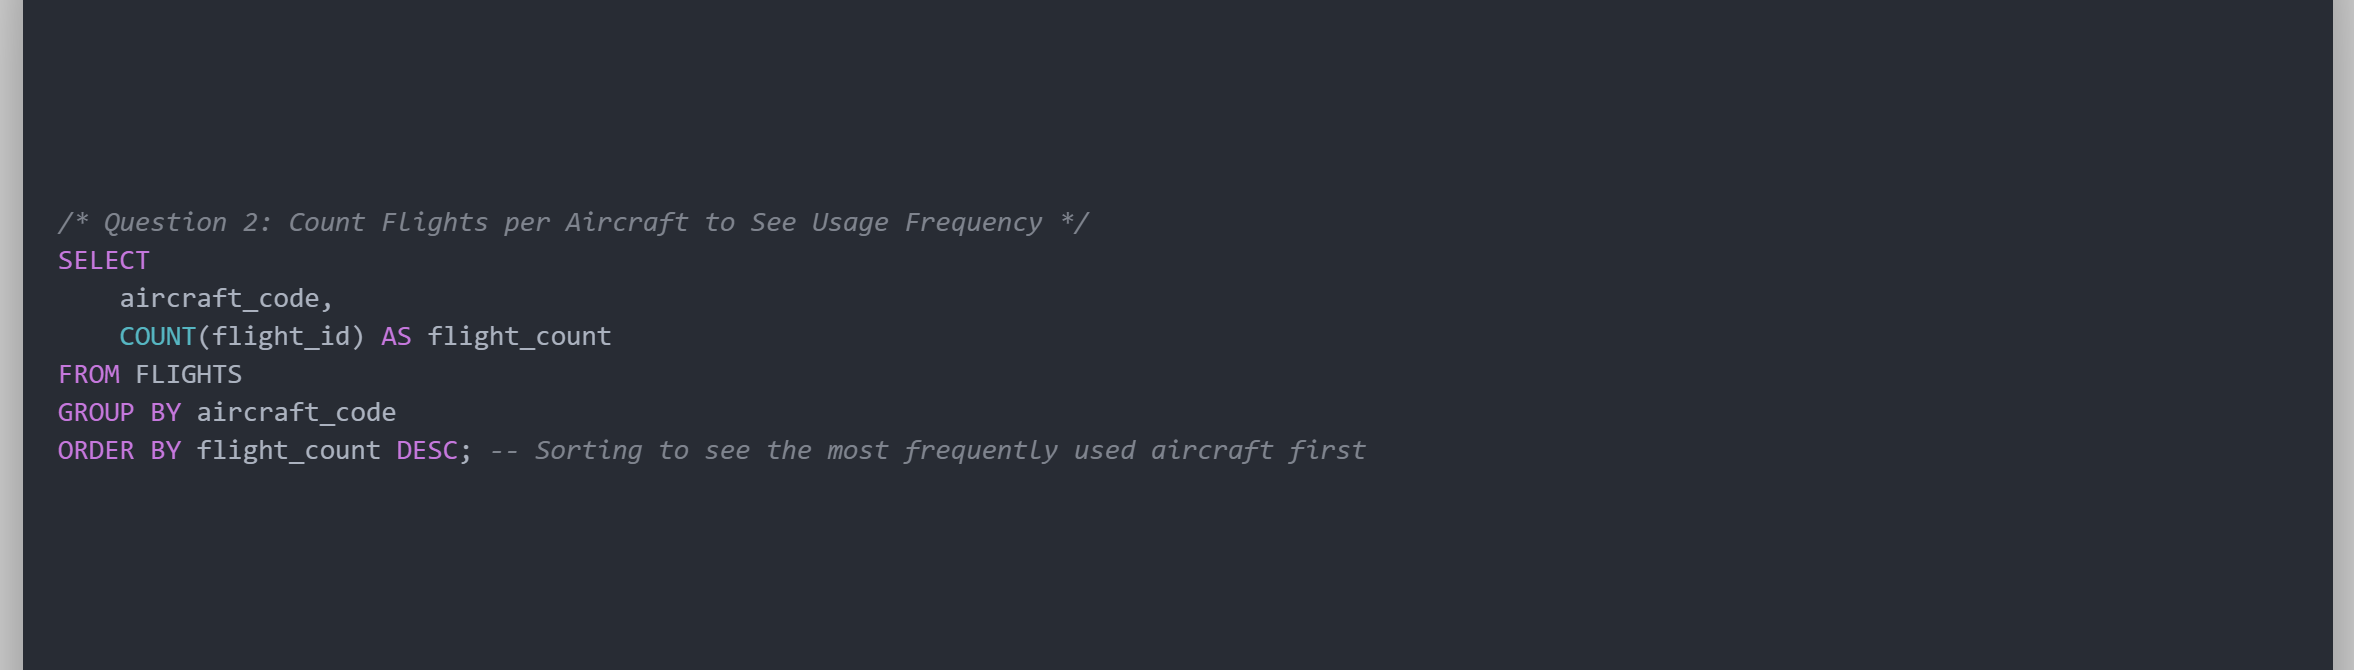 /* Question 2: Count Flights per Aircraft to See Usage Frequency */
SELECT
    aircraft_code,
    COUNT(flight_id) AS flight_count
FROM FLIGHTS
GROUP BY aircraft_code
ORDER BY flight_count DESC; -- Sorting to see the most frequently used aircraft first